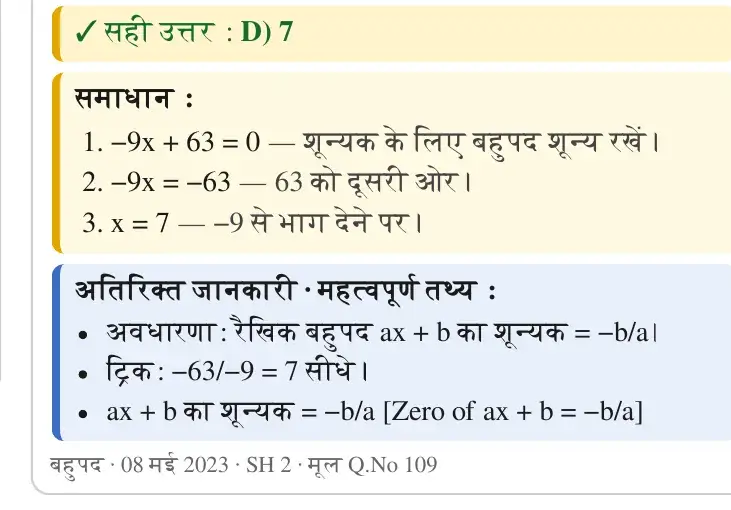 ✓ सही उत्तर : D) 7
समाधान :
1. −9x + 63 = 0 — शून्यक के लिए बहुपद शून्य रखें।
2. −9x = −63 — 63 को दूसरी ओर।
3. x = 7 — −9 से भाग देने पर।
अतिरिक्त जानकारी · महत्वपूर्ण तथ्य :
• अवधारणा : रैखिक बहुपद ax + b का शून्यक = −b/a।
• ट्रिक : −63/−9 = 7 सीधे।
• ax + b का शून्यक = −b/a [Zero of ax + b = −b/a]
बहुपद · 08 मई 2023 · SH 2 · मूल Q.No 109